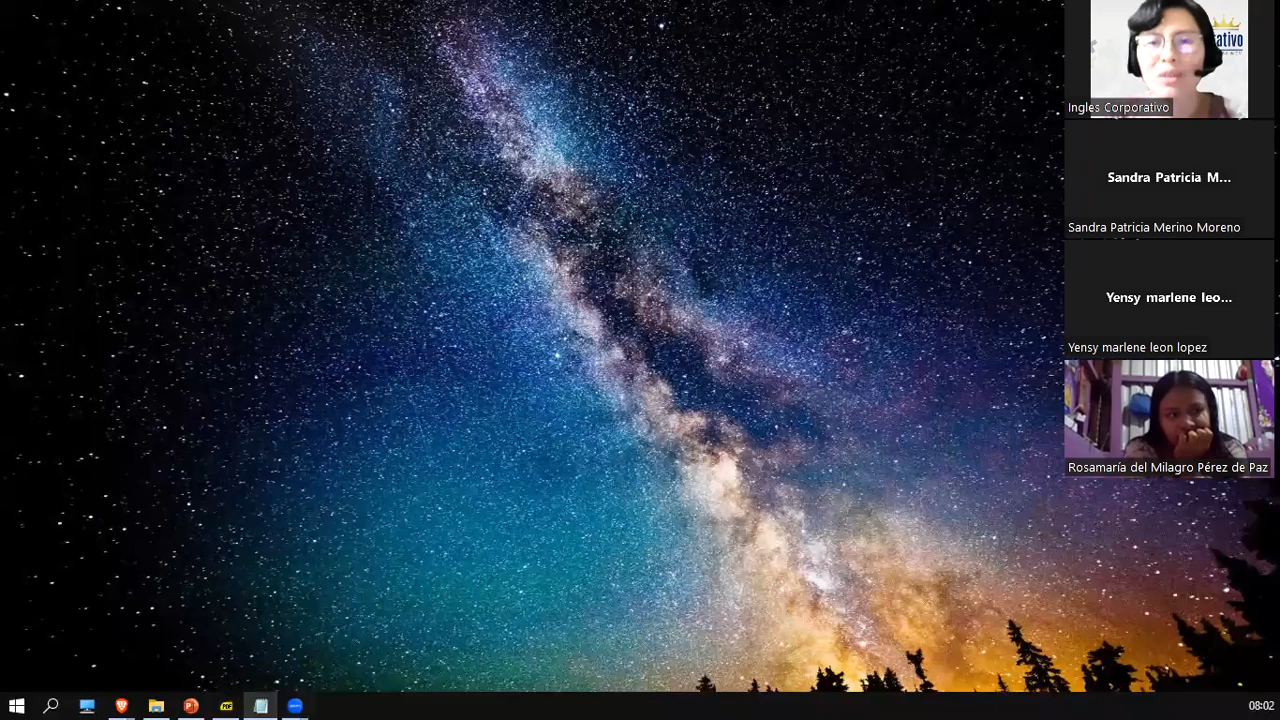 ativo
Ingles Corporativo
Sandra Patricia M...
Sandra Patricia Merino Moreno
Yensy marlene leo...
Yensy marlene leon lopez
Rosamaría del Milagro Pérez de Paz
PDF
08:02